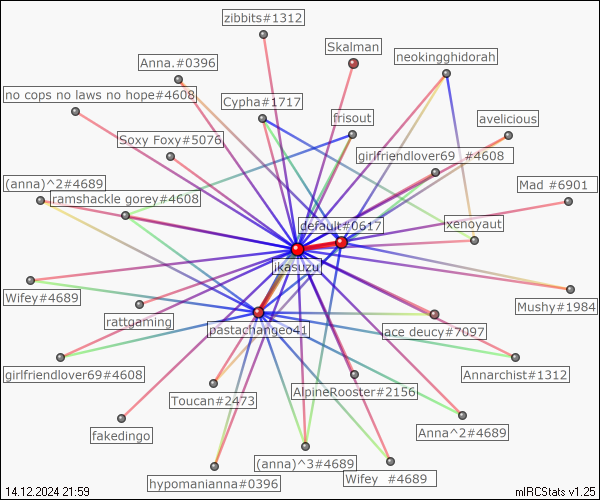 zibbits#1312
Skalman
neokingghidorah
Anna.#0396
no cops no laws no hope#4608
Cypha#1717
frisout
avelicious
Soxy Foxy#5076
girlfriendlover69 #4608
(anna)^2#4689
ramshackle gorey#4608
Mad #6901
default#0617
xenoyaut
ikasuzu
Wifey#4689
rattgaming
Mushy#1984
pastachangeo41
ace deucy#7097
girlfriendlover69#4608
Annarchist#1312
Toucan#2473
AlpineRooster#2156
fakedingo
Anna^2#4689
(anna)^3#4689
hypomanianna#0396
Wifey #4689
14.12.2024 21:59
mIRCStats v1.25